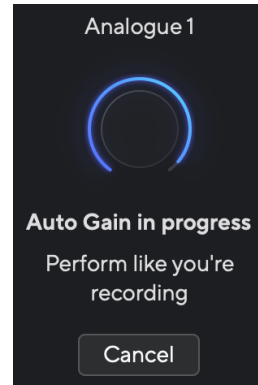 Analogue 1
Auto Gain in progress
Perform like you're
recording
Cancel